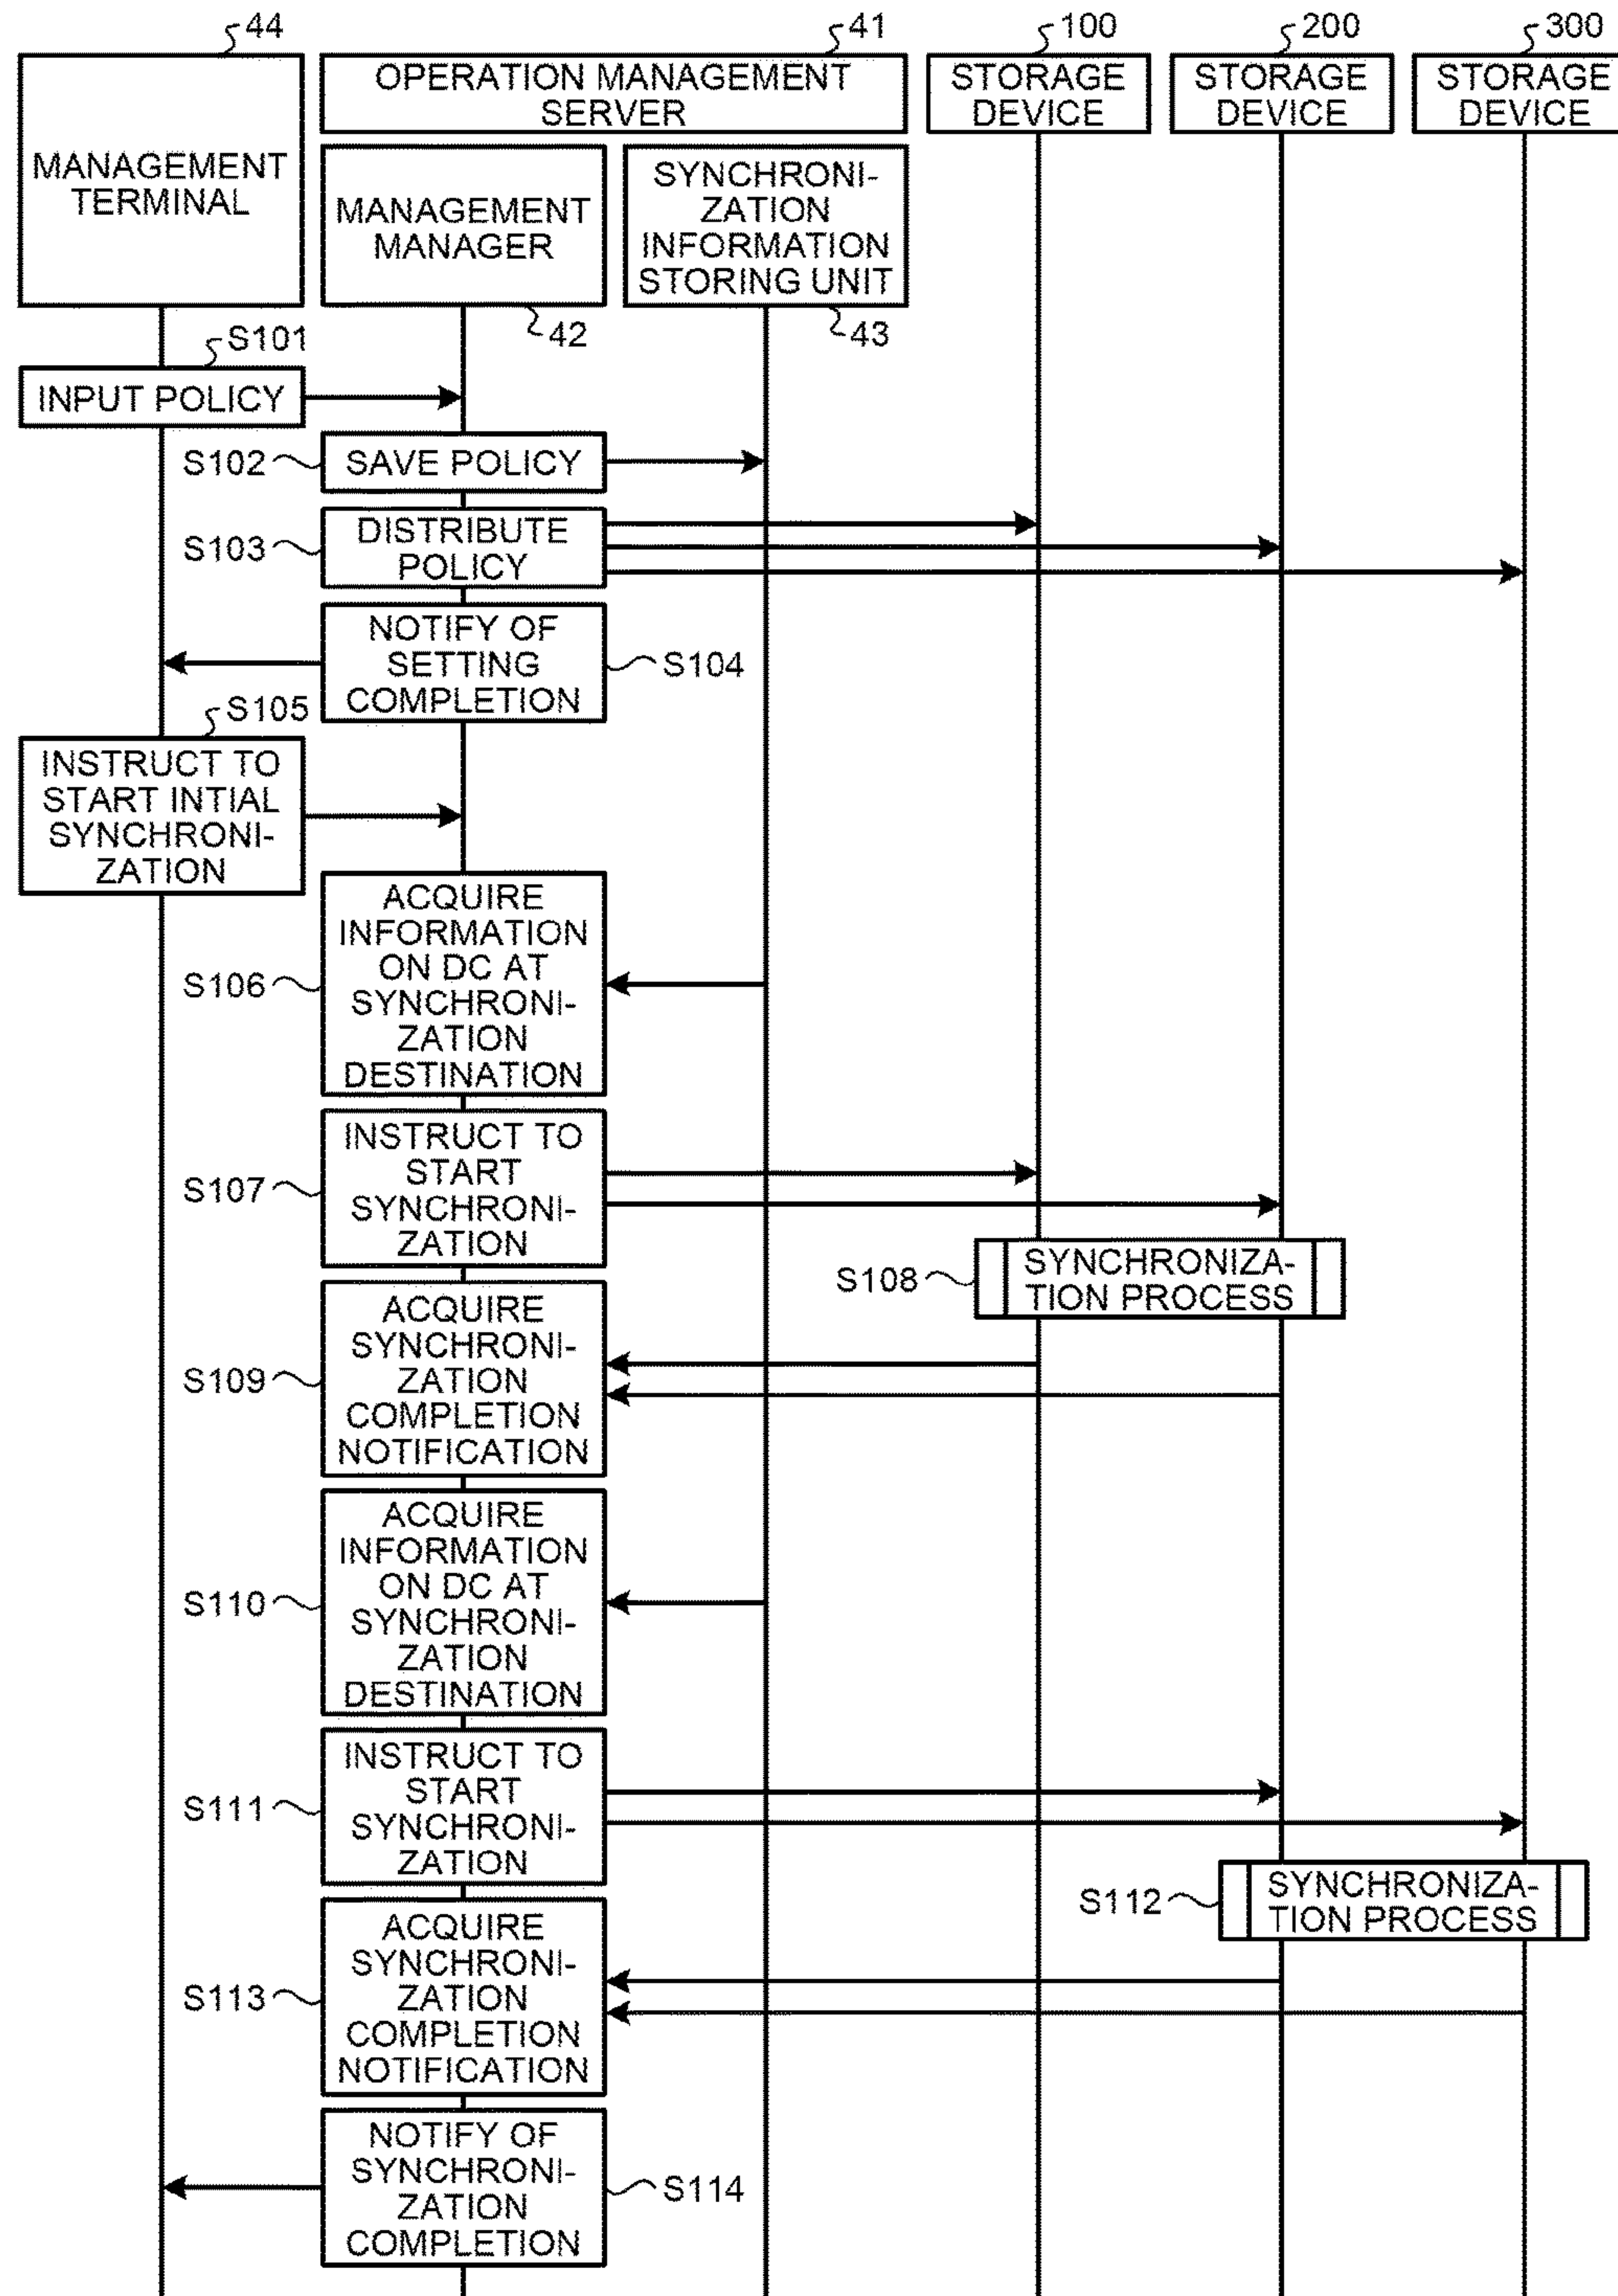 44
41
100
200
300
MANAGEMENT
TERMINAL
OPERATION MANAGEMENT
SERVER
STORAGE
DEVICE
STORAGE
DEVICE
STORAGE
DEVICE
MANAGEMENT
MANAGER
SYNCHRONI-
ZATION
INFORMATION
STORING UNIT
42
43
S101
INPUT POLICY
S102
SAVE POLICY
S103
DISTRIBUTE
POLICY
NOTIFY OF
SETTING
COMPLETION
S104
S105
INSTRUCT TO
START INTIAL
SYNCHRONI-
ZATION
S106
ACQUIRE
INFORMATION
ON DC AT
SYNCHRONI-
ZATION
DESTINATION
S107
INSTRUCT TO
START
SYNCHRONI-
ZATION
S108
SYNCHRONIZA-
TION PROCESS
S109
ACQUIRE
SYNCHRONI-
ZATION
COMPLETION
NOTIFICATION
S110
ACQUIRE
INFORMATION
ON DC AT
SYNCHRONI-
ZATION
DESTINATION
S111
INSTRUCT TO
START
SYNCHRONI-
ZATION
S112
SYNCHRONIZA-
TION PROCESS
S113
ACQUIRE
SYNCHRONI-
ZATION
COMPLETION
NOTIFICATION
NOTIFY OF
SYNCHRONI-
ZATION
COMPLETION
S114